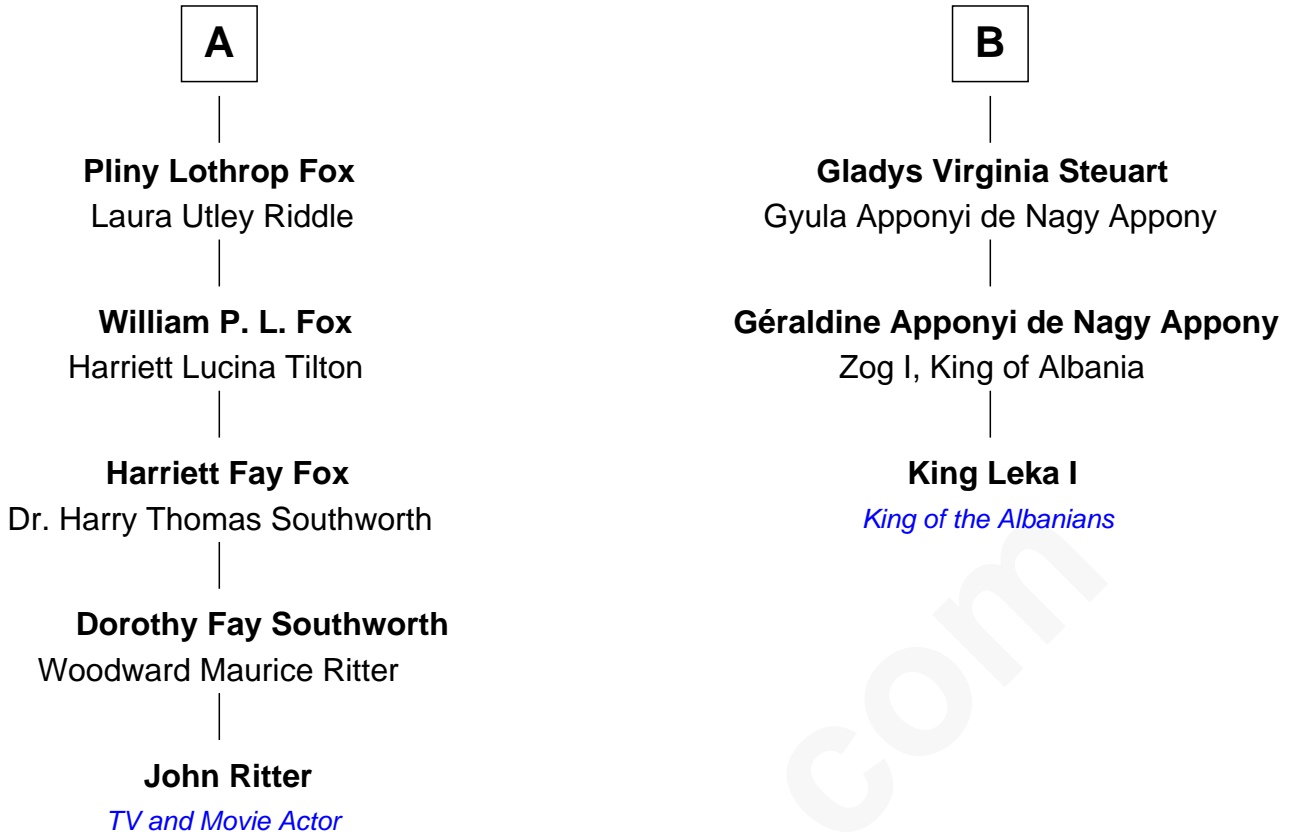 A
Pliny Lothrop Fox
Laura Utley Riddle
William P. L. Fox
Harriett Lucina Tilton
Harriett Fay Fox
Dr. Harry Thomas Southworth
Dorothy Fay Southworth
Woodward Maurice Ritter
John Ritter
TV and Movie Actor
B
Gladys Virginia Steuart
Gyula Apponyi de Nagy Appony
Géraldine Apponyi de Nagy Appony
Zog I, King of Albania
King Leka I
King of the Albanians
com